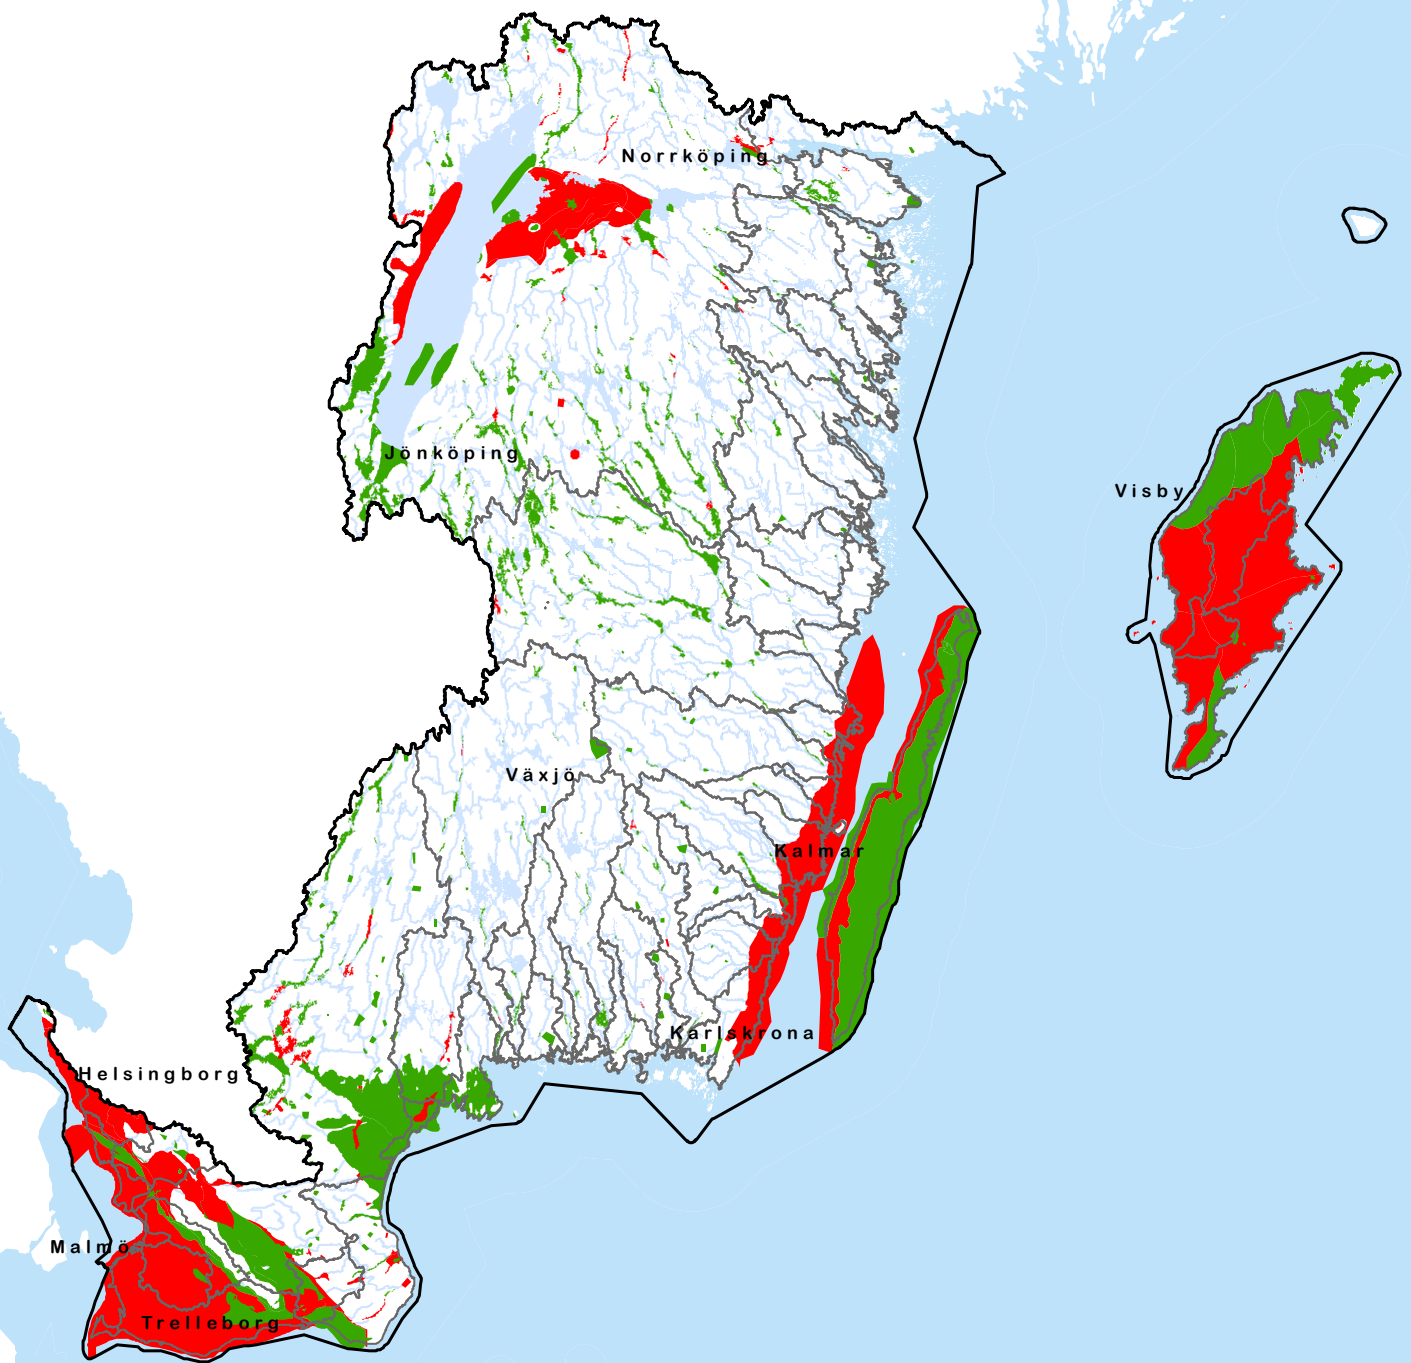 Norrköping
Jönköping
Visby
Växjö
Kalmar
Karlskrona
Helsingborg
Malmö
Trelleborg